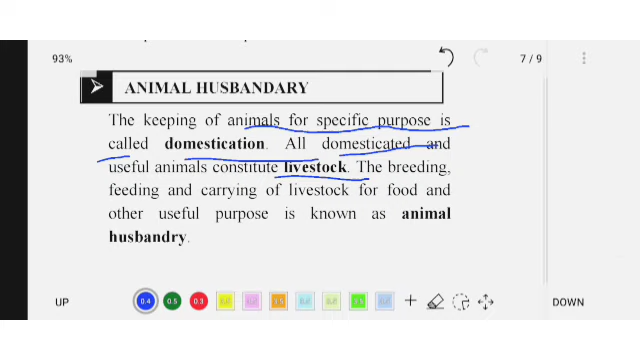 93%
7 / 9
ANIMAL HUSBANDARY
The keeping of animals for specific purpose is
called domestication. All domesticated and
useful animals constitute livestock. The breeding,
feeding and carrying of livestock for food and
other useful purpose is known as animal
husbandry.
UP
0.4
0.5
0.3
DOWN